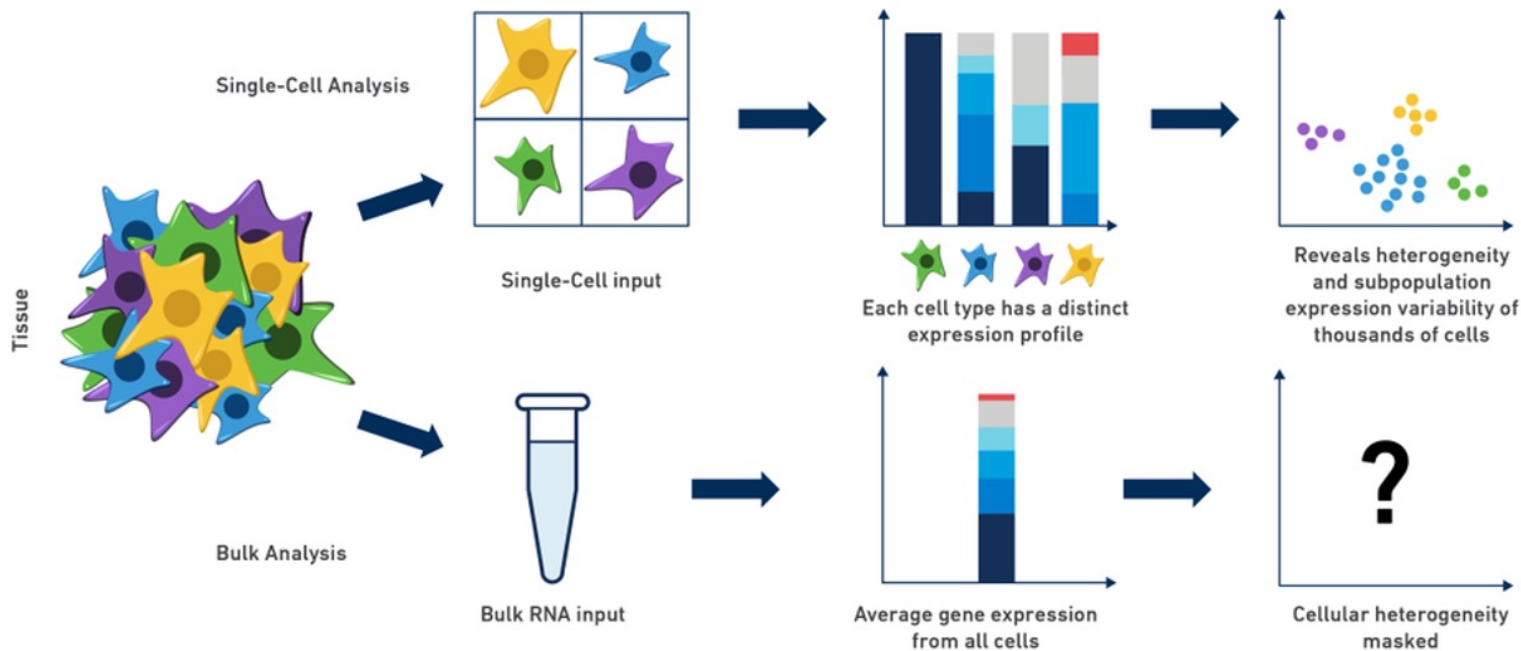 Tissue
Single-Cell Analysis
Single-Cell input
Each cell type has a distinct
expression profile
Reveals heterogeneity
and subpopulation
expression variability of
thousands of cells
Bulk Analysis
Bulk RNA input
Average gene expression
from all cells
?
Cellular heterogeneity
masked